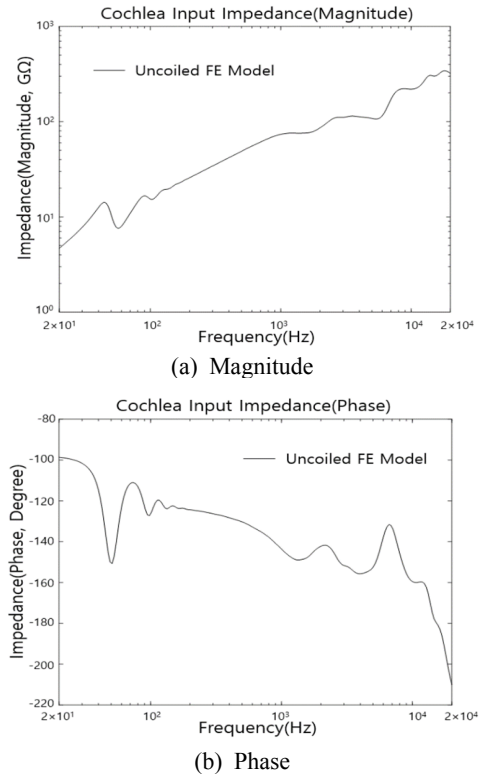 Cochlea Input Impedance(Magnitude)
Impedance(Magnitude, GΩ)
10³
10²
10¹
10⁰
Uncoiled FE Model
2×10¹ 10² 10³ 10⁴ 2×10⁴
Frequency(Hz)
(a) Magnitude
Cochlea Input Impedance(Phase)
Impedance(Phase, Degree)
-80
-100
-120
-140
-160
-180
-200
-220
Uncoiled FE Model
2×10¹ 10² 10³ 10⁴ 2×10⁴
Frequency(Hz)
(b) Phase